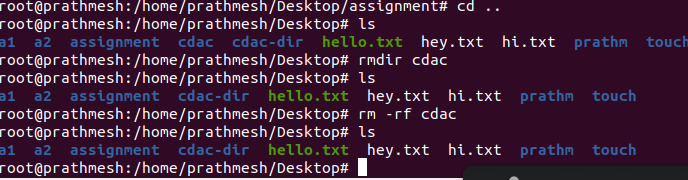 root@prathmesh:/home/prathmesh/Desktop/assignment# cd ..
root@prathmesh:/home/prathmesh/Desktop# ls
a1  a2  assignment  cdac  cdac-dir  hello.txt  hey.txt  hi.txt  prathm  touch
root@prathmesh:/home/prathmesh/Desktop# rmdir cdac
root@prathmesh:/home/prathmesh/Desktop# ls
a1  a2  assignment  cdac-dir  hello.txt  hey.txt  hi.txt  prathm  touch
root@prathmesh:/home/prathmesh/Desktop# rm -rf cdac
root@prathmesh:/home/prathmesh/Desktop# ls
a1  a2  assignment  cdac-dir  hello.txt  hey.txt  hi.txt  prathm  touch
root@prathmesh:/home/prathmesh/Desktop#